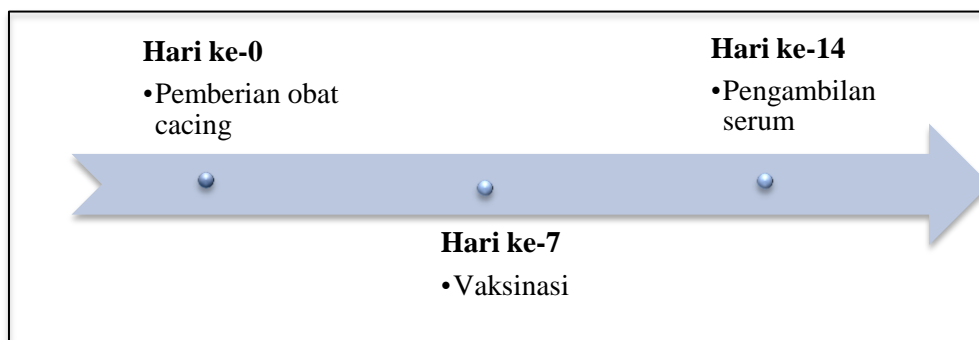 Hari ke-0
•Pemberian obat
cacing
Hari ke-7
•Vaksinasi
Hari ke-14
•Pengambilan
serum